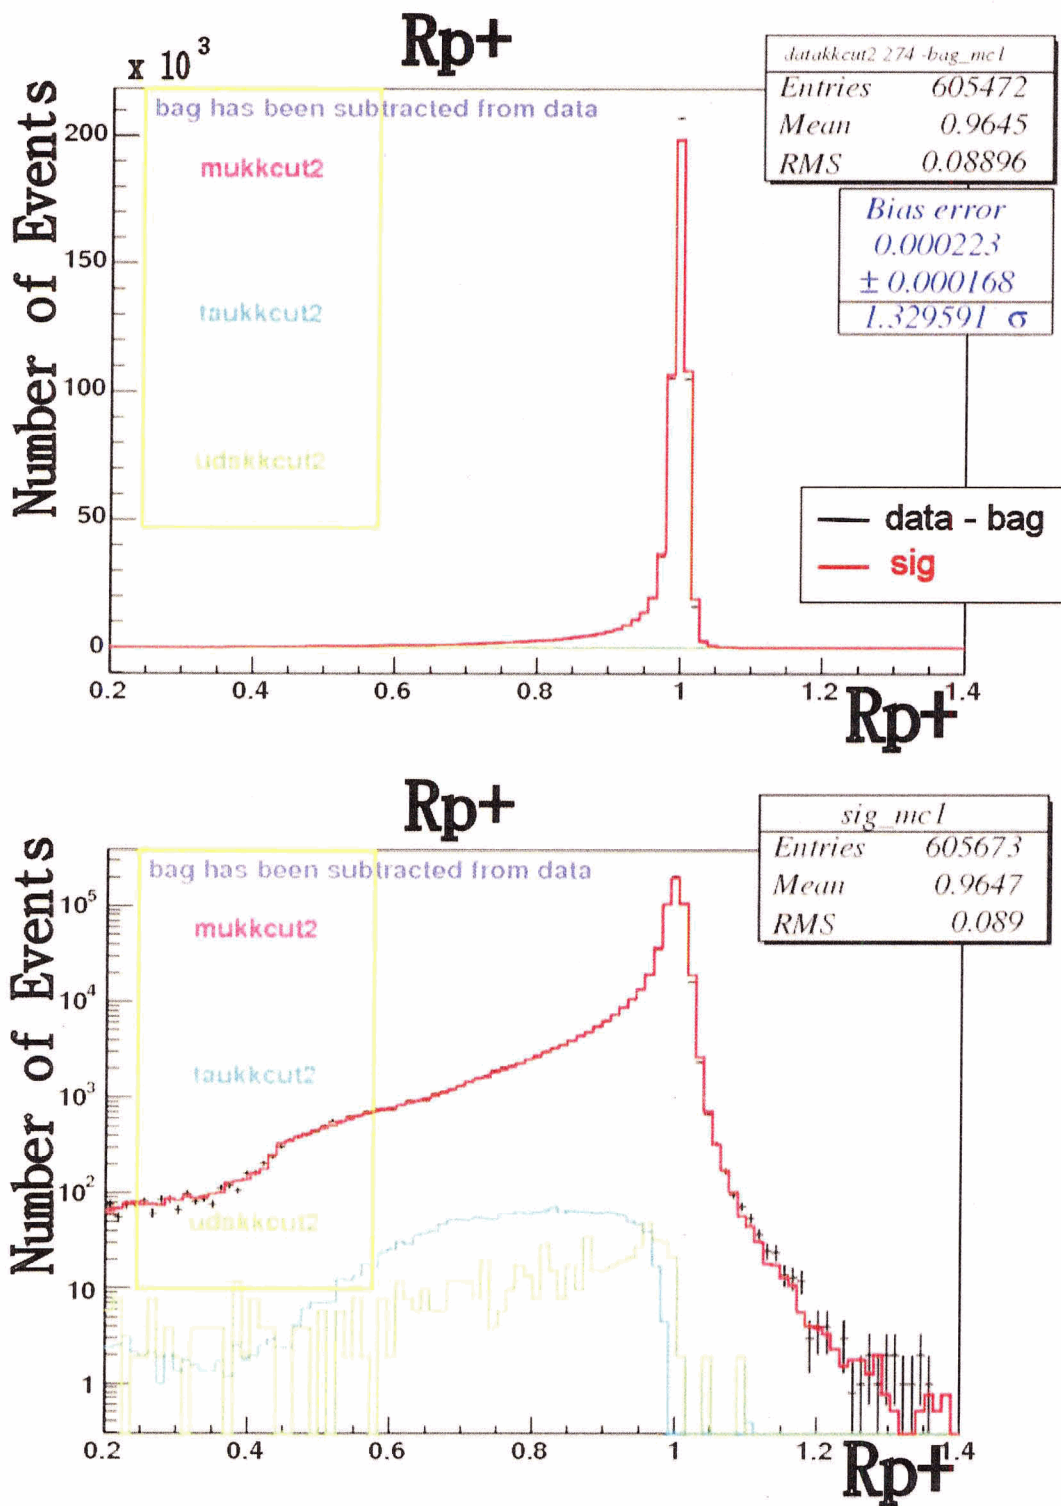 Rp+
x 10 3
datakkcut2 274 -bag_mc1
Entries 605472
Mean 0.9645
RMS 0.08896
Bias error
0.000223
± 0.000168
1.329591 σ
bag has been subtracted from data
mukkcut2
taukkcut2
udskkcut2
data - bag
sig
Number of Events
200
150
100
50
0
0.2 0.4 0.6 0.8 1 1.2 1.4
Rp+
Rp+
sig_mc1
Entries 605673
Mean 0.9647
RMS 0.089
bag has been subtracted from data
mukkcut2
taukkcut2
udskkcut2
Number of Events
10^5
10^4
10^3
10^2
10
1
0.2 0.4 0.6 0.8 1 1.2 1.4
Rp+